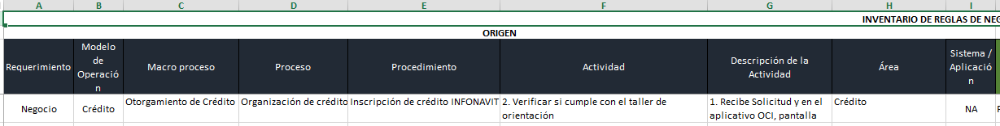 A B C D E F G H I
INVENTARIO DE REGLAS DE NEG
ORIGEN
Requerimiento
Modelo
de
Operació
n
Macro proceso
Proceso
Procedimiento
Actividad
Descripción de la
Actividad
Área
Sistema /
Aplicació
n
Negocio
Crédito
Otorgamiento de Crédito
Organización de crédito
Inscripción de crédito INFONAVIT
2. Verificar si cumple con el taller de
orientación
1. Recibe Solicitud y en el
aplicativo OCI, pantalla
Crédito
NA